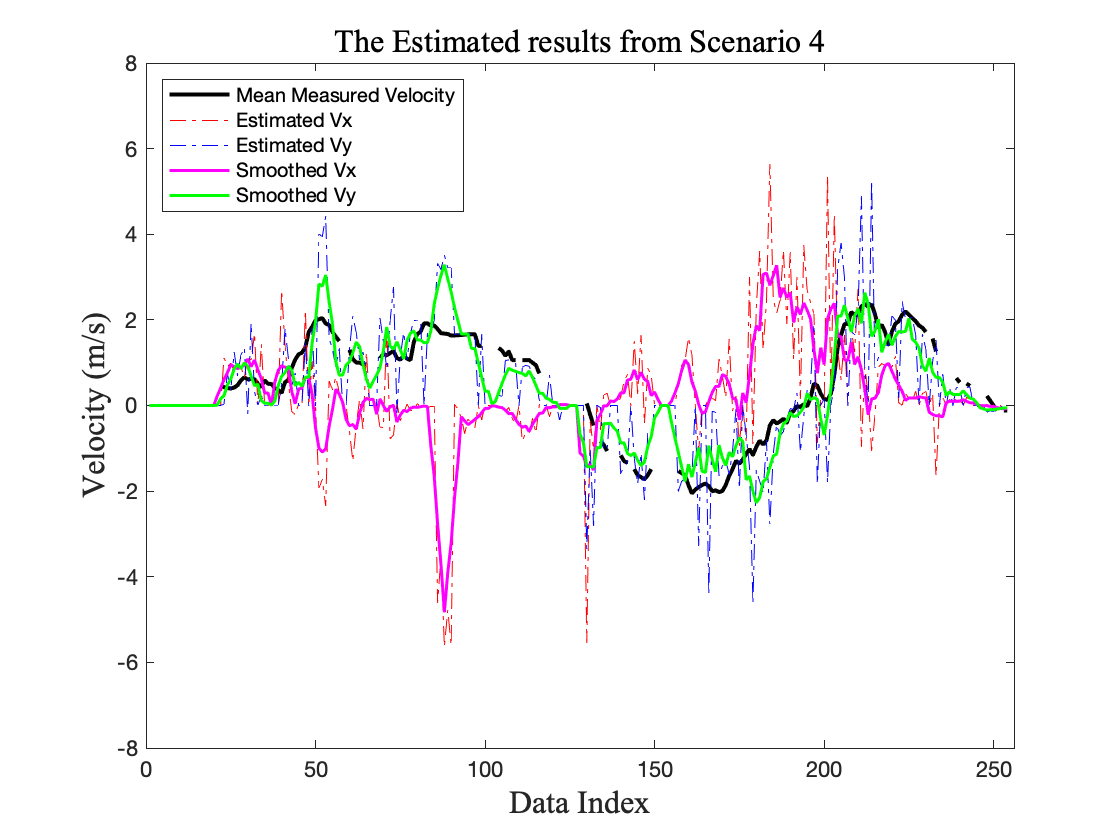 The Estimated results from Scenario 4
8
6
4
2
0
-2
-4
-6
-8
Velocity (m/s)
Mean Measured Velocity
Estimated Vx
Estimated Vy
Smoothed Vx
Smoothed Vy
0 50 100 150 200 250
Data Index